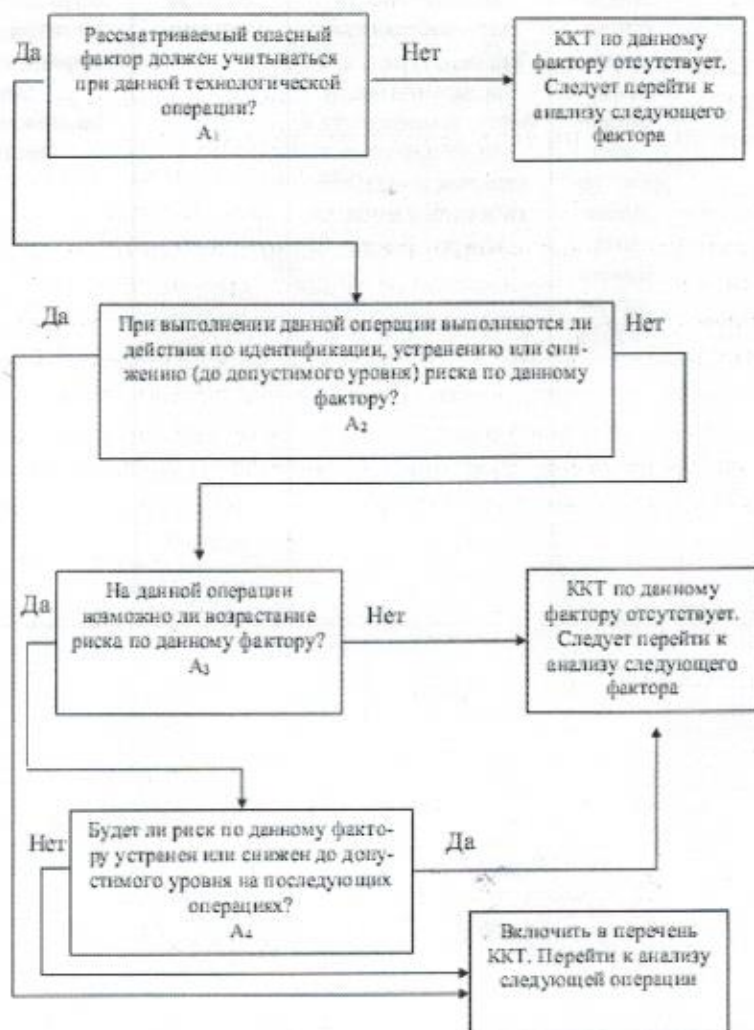 Да
Рассматриваемый опасный
фактор должен учитываться
при данной технологической
операции?
А₁
Нет
ККТ по данному
фактору отсутствует.
Следует перейти к
анализу следующего
фактора
Да
При выполнении данной операции выполняются ли
действия по идентификации, устранению или сни-
жению (до допустимого уровня) риска по данному
фактору?
А₂
Нет
Да
На данной операции
возможно ли возрастание
риска по данному фактору?
А₃
Нет
ККТ по данному
фактору отсутствует.
Следует перейти к
анализу следующего
фактора
Нет
Будет ли риск по данному факто-
ру устранен или снижен до допу-
стимого уровня на последующих
операциях?
А₄
Да
Включить в перечень
ККТ. Перейти к анализу
следующей операции